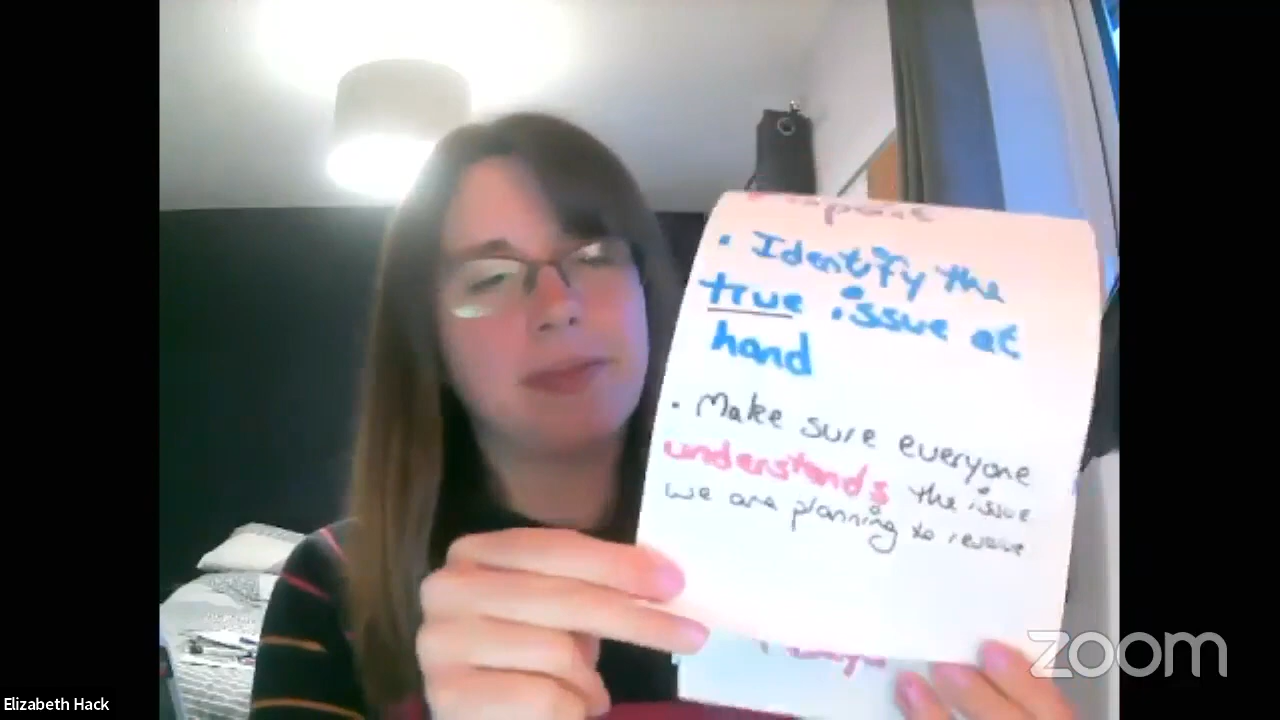 • Identify the
true issue at
hand
• Make sure everyone
understands the issue
we are planning to resolve
zoom
Elizabeth Hack